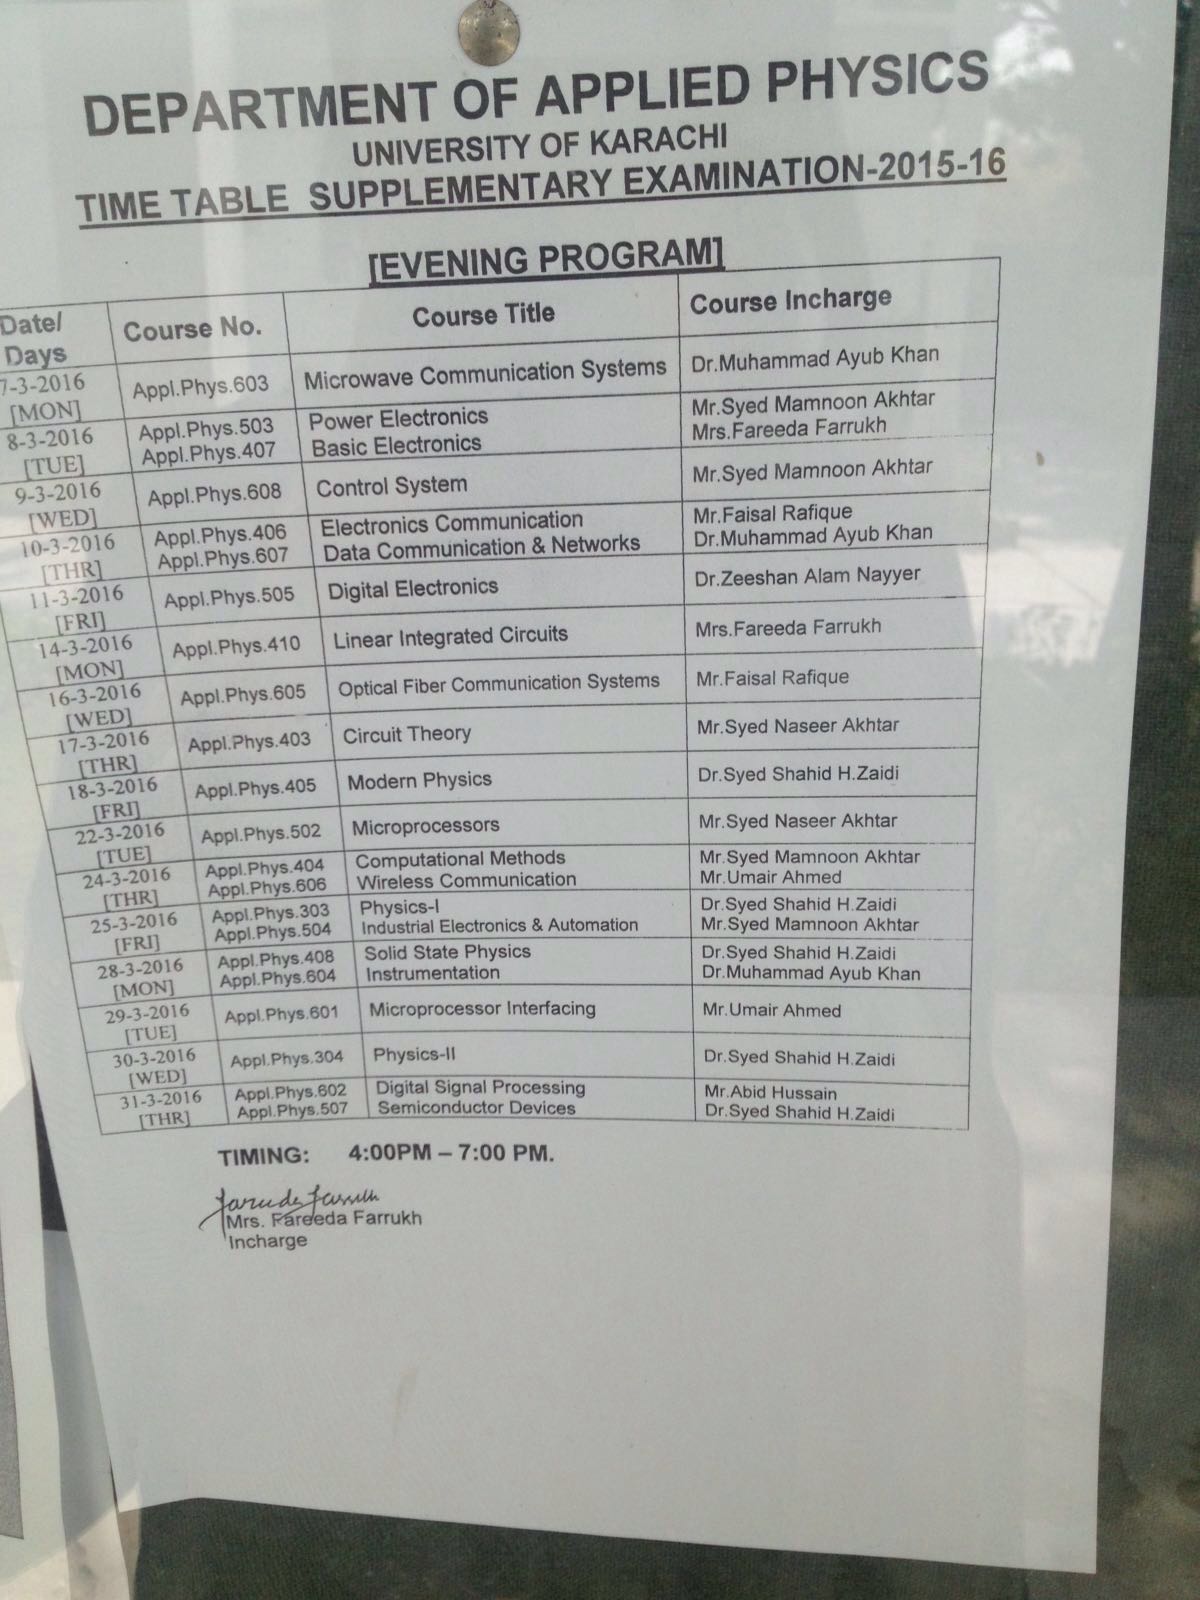 DEPARTMENT OF APPLIED PHYSICS
UNIVERSITY OF KARACHI
TIME TABLE SUPPLEMENTARY EXAMINATION-2015-16
[EVENING PROGRAM]
Date/ Days Course No. Course Title Course Incharge
7-3-2016 [MON] Appl.Phys.603 Microwave Communication Systems Dr.Muhammad Ayub Khan
8-3-2016 [TUE] Appl.Phys.503 Power Electronics Mr.Syed Mamnoon Akhtar
Appl.Phys.407 Basic Electronics Mrs.Fareeda Farrukh
9-3-2016 [WED] Appl.Phys.608 Control System Mr.Syed Mamnoon Akhtar
10-3-2016 [THR] Appl.Phys.406 Electronics Communication Mr.Faisal Rafique
Appl.Phys.607 Data Communication & Networks Dr.Muhammad Ayub Khan
11-3-2016 [FRI] Appl.Phys.505 Digital Electronics Dr.Zeeshan Alam Nayyer
14-3-2016 [MON] Appl.Phys.410 Linear Integrated Circuits Mrs.Fareeda Farrukh
16-3-2016 [WED] Appl.Phys.605 Optical Fiber Communication Systems Mr.Faisal Rafique
17-3-2016 [THR] Appl.Phys.403 Circuit Theory Mr.Syed Naseer Akhtar
18-3-2016 [FRI] Appl.Phys.405 Modern Physics Dr.Syed Shahid H.Zaidi
22-3-2016 [TUE] Appl.Phys.502 Microprocessors Mr.Syed Naseer Akhtar
24-3-2016 [THR] Appl.Phys.404 Computational Methods Mr.Syed Mamnoon Akhtar
Appl.Phys.606 Wireless Communication Mr.Umair Ahmed
25-3-2016 [FRI] Appl.Phys.303 Physics-I Dr.Syed Shahid H.Zaidi
Appl.Phys.504 Industrial Electronics & Automation Mr.Syed Mamnoon Akhtar
28-3-2016 [MON] Appl.Phys.408 Solid State Physics Dr.Syed Shahid H.Zaidi
Appl.Phys.604 Instrumentation Dr.Muhammad Ayub Khan
29-3-2016 [TUE] Appl.Phys.601 Microprocessor Interfacing Mr.Umair Ahmed
30-3-2016 [WED] Appl.Phys.304 Physics-II Dr.Syed Shahid H.Zaidi
31-3-2016 [THR] Appl.Phys.602 Digital Signal Processing Mr.Abid Hussain
Appl.Phys.507 Semiconductor Devices Dr.Syed Shahid H.Zaidi
TIMING: 4:00PM – 7:00 PM.
Mrs. Fareeda Farrukh
Incharge